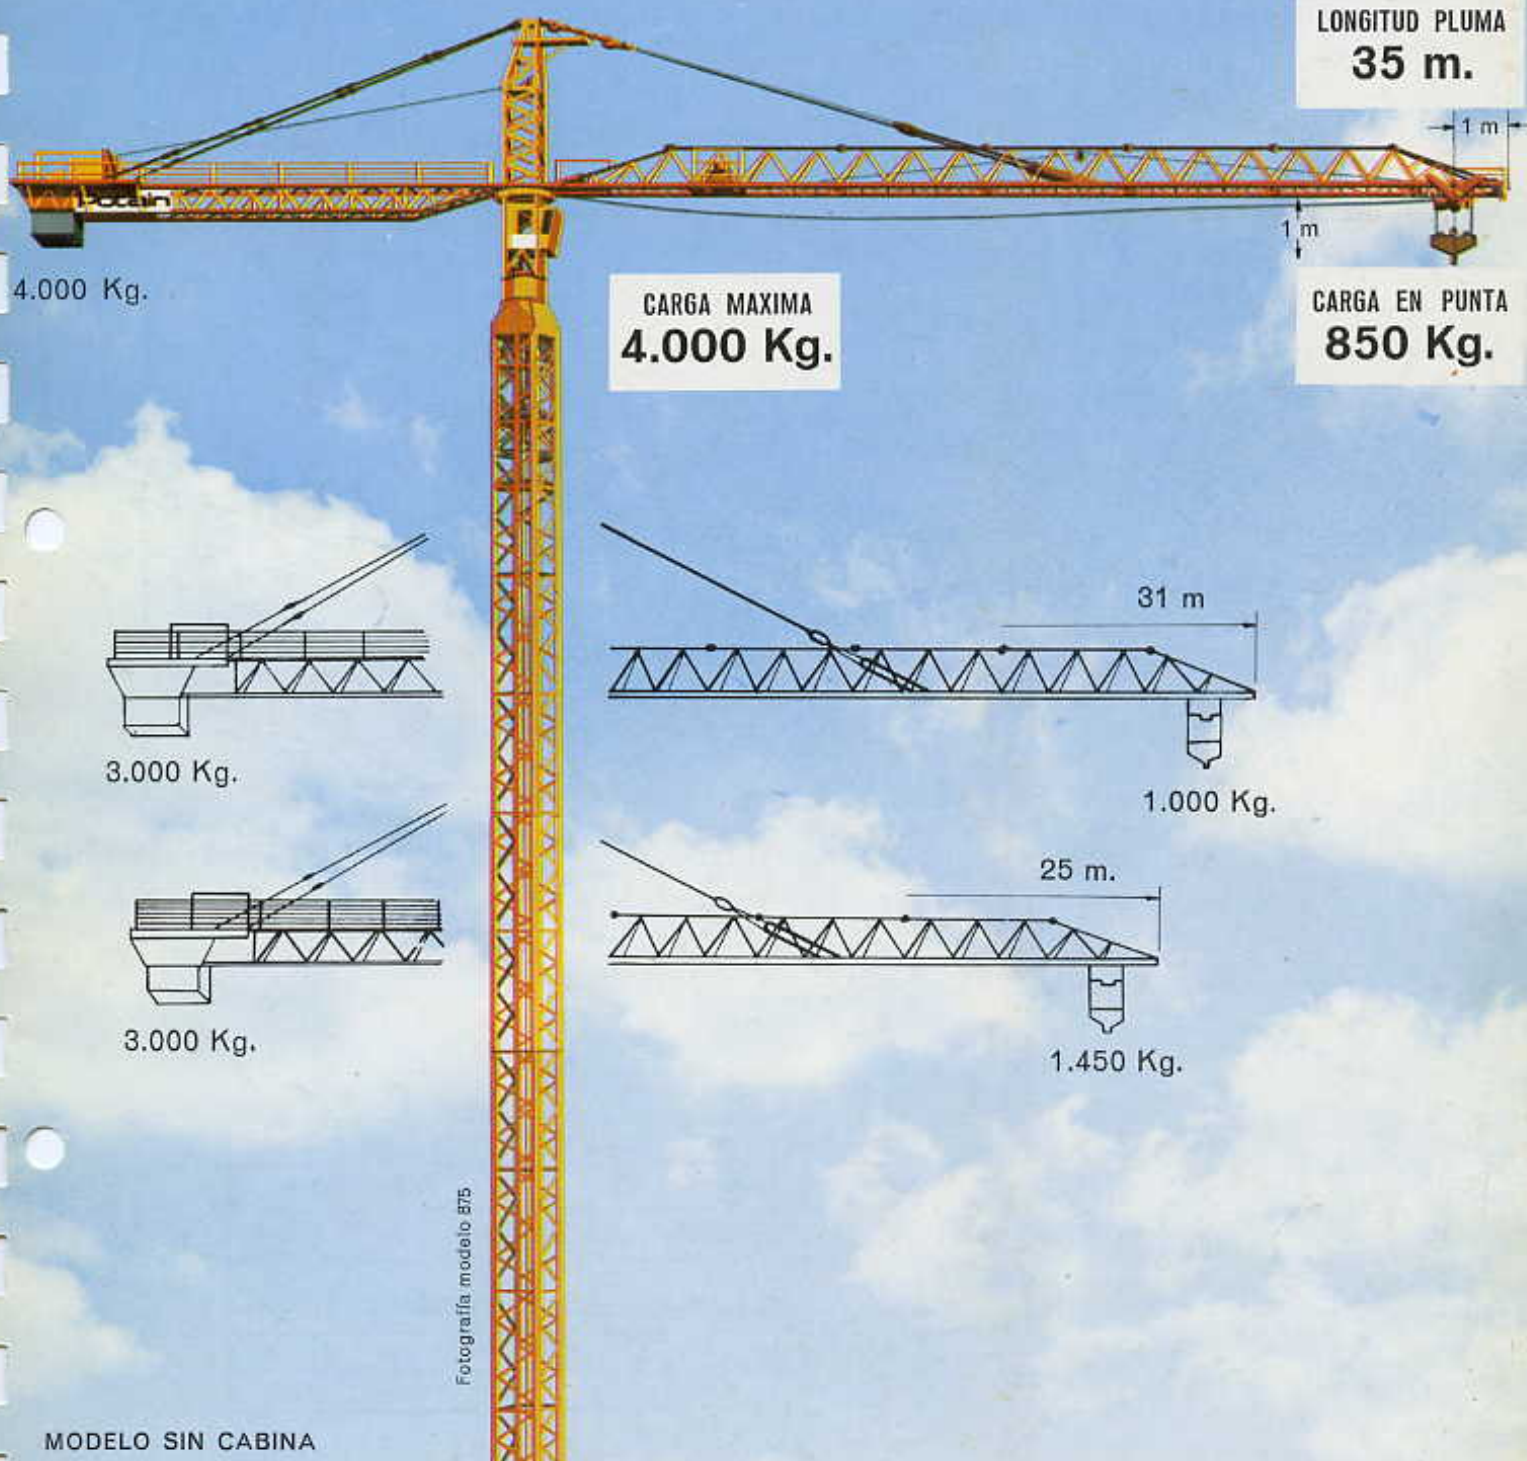 LONGITUD PLUMA
35 m.
1 m
Potain
1 m
4.000 Kg.
CARGA MAXIMA
4.000 Kg.
CARGA EN PUNTA
850 Kg.
31 m
3.000 Kg.
1.000 Kg.
25 m.
3.000 Kg.
1.450 Kg.
Fotografía modelo 875
MODELO SIN CABINA